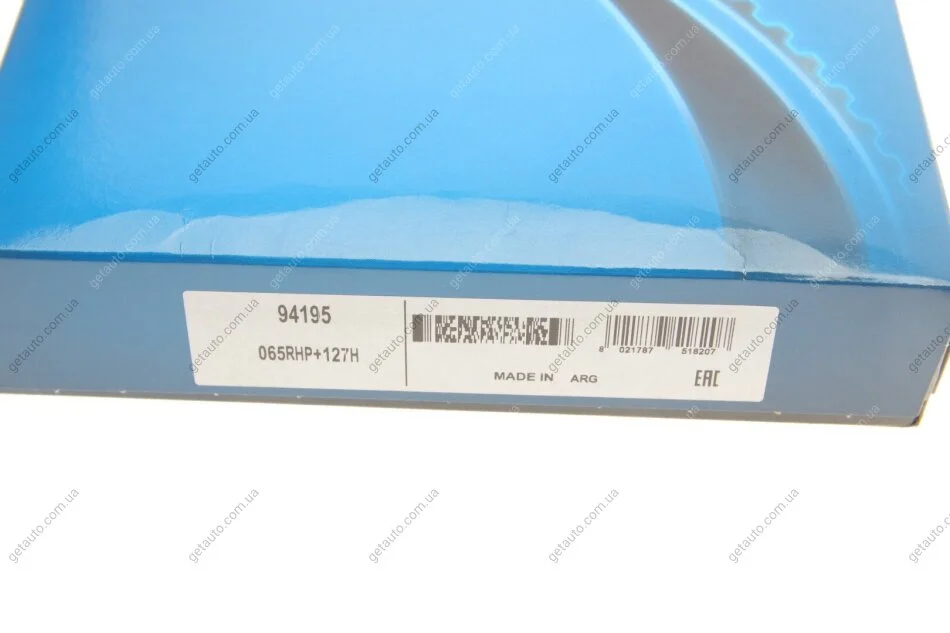 94195
065RHP+127H
MADE IN ARG
8 021787 518207
EAC
getauto.com.ua